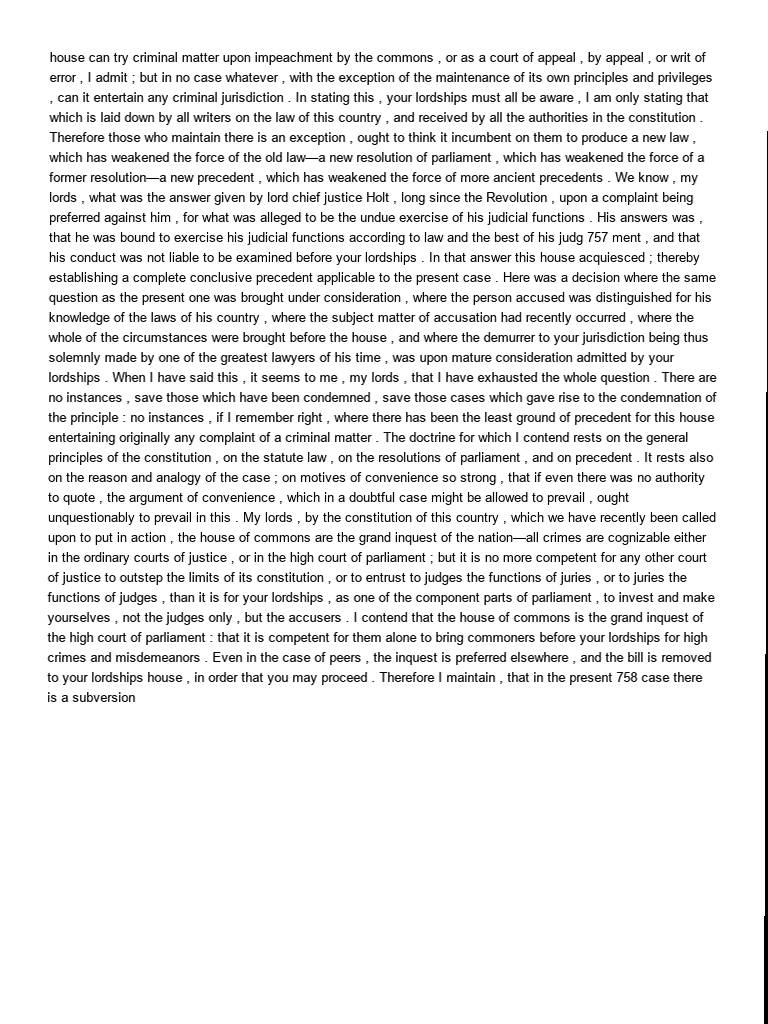 house can try criminal matter upon impeachment by the commons , or as a court of appeal , by appeal , or writ of
error , I admit ; but in no case whatever , with the exception of the maintenance of its own principles and privileges
, can it entertain any criminal jurisdiction . In stating this , your lordships must all be aware , I am only stating that
which is laid down by all writers on the law of this country , and received by all the authorities in the constitution .
Therefore those who maintain there is an exception , ought to think it incumbent on them to produce a new law ,
which has weakened the force of the old law—a new resolution of parliament , which has weakened the force of a
former resolution—a new precedent , which has weakened the force of more ancient precedents . We know , my
lords , what was the answer given by lord chief justice Holt , long since the Revolution , upon a complaint being
preferred against him , for what was alleged to be the undue exercise of his judicial functions . His answers was ,
that he was bound to exercise his judicial functions according to law and the best of his judg 757 ment , and that
his conduct was not liable to be examined before your lordships . In that answer this house acquiesced ; thereby
establishing a complete conclusive precedent applicable to the present case . Here was a decision where the same
question as the present one was brought under consideration , where the person accused was distinguished for his
knowledge of the laws of his country , where the subject matter of accusation had recently occurred , where the
whole of the circumstances were brought before the house , and where the demurrer to your jurisdiction being thus
solemnly made by one of the greatest lawyers of his time , was upon mature consideration admitted by your
lordships . When I have said this , it seems to me , my lords , that I have exhausted the whole question . There are
no instances , save those which have been condemned , save those cases which gave rise to the condemnation of
the principle : no instances , if I remember right , where there has been the least ground of precedent for this house
entertaining originally any complaint of a criminal matter . The doctrine for which I contend rests on the general
principles of the constitution , on the statute law , on the resolutions of parliament , and on precedent . It rests also
on the reason and analogy of the case ; on motives of convenience so strong , that if even there was no authority
to quote , the argument of convenience , which in a doubtful case might be allowed to prevail , ought
unquestionably to prevail in this . My lords , by the constitution of this country , which we have recently been called
upon to put in action , the house of commons are the grand inquest of the nation—all crimes are cognizable either
in the ordinary courts of justice , or in the high court of parliament ; but it is no more competent for any other court
of justice to outstep the limits of its constitution , or to entrust to judges the functions of juries , or to juries the
functions of judges , than it is for your lordships , as one of the component parts of parliament , to invest and make
yourselves , not the judges only , but the accusers . I contend that the house of commons is the grand inquest of
the high court of parliament : that it is competent for them alone to bring commoners before your lordships for high
crimes and misdemeanors . Even in the case of peers , the inquest is preferred elsewhere , and the bill is removed
to your lordships house , in order that you may proceed . Therefore I maintain , that in the present 758 case there
is a subversion